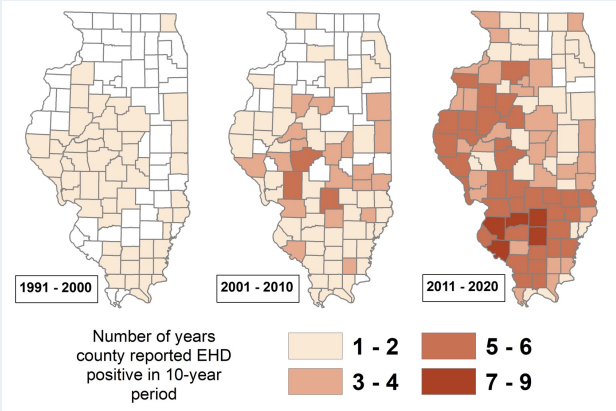 1991 - 2000
2001 - 2010
2011 - 2020
Number of years
county reported EHD
positive in 10-year
period
1 - 2
3 - 4
5 - 6
7 - 9